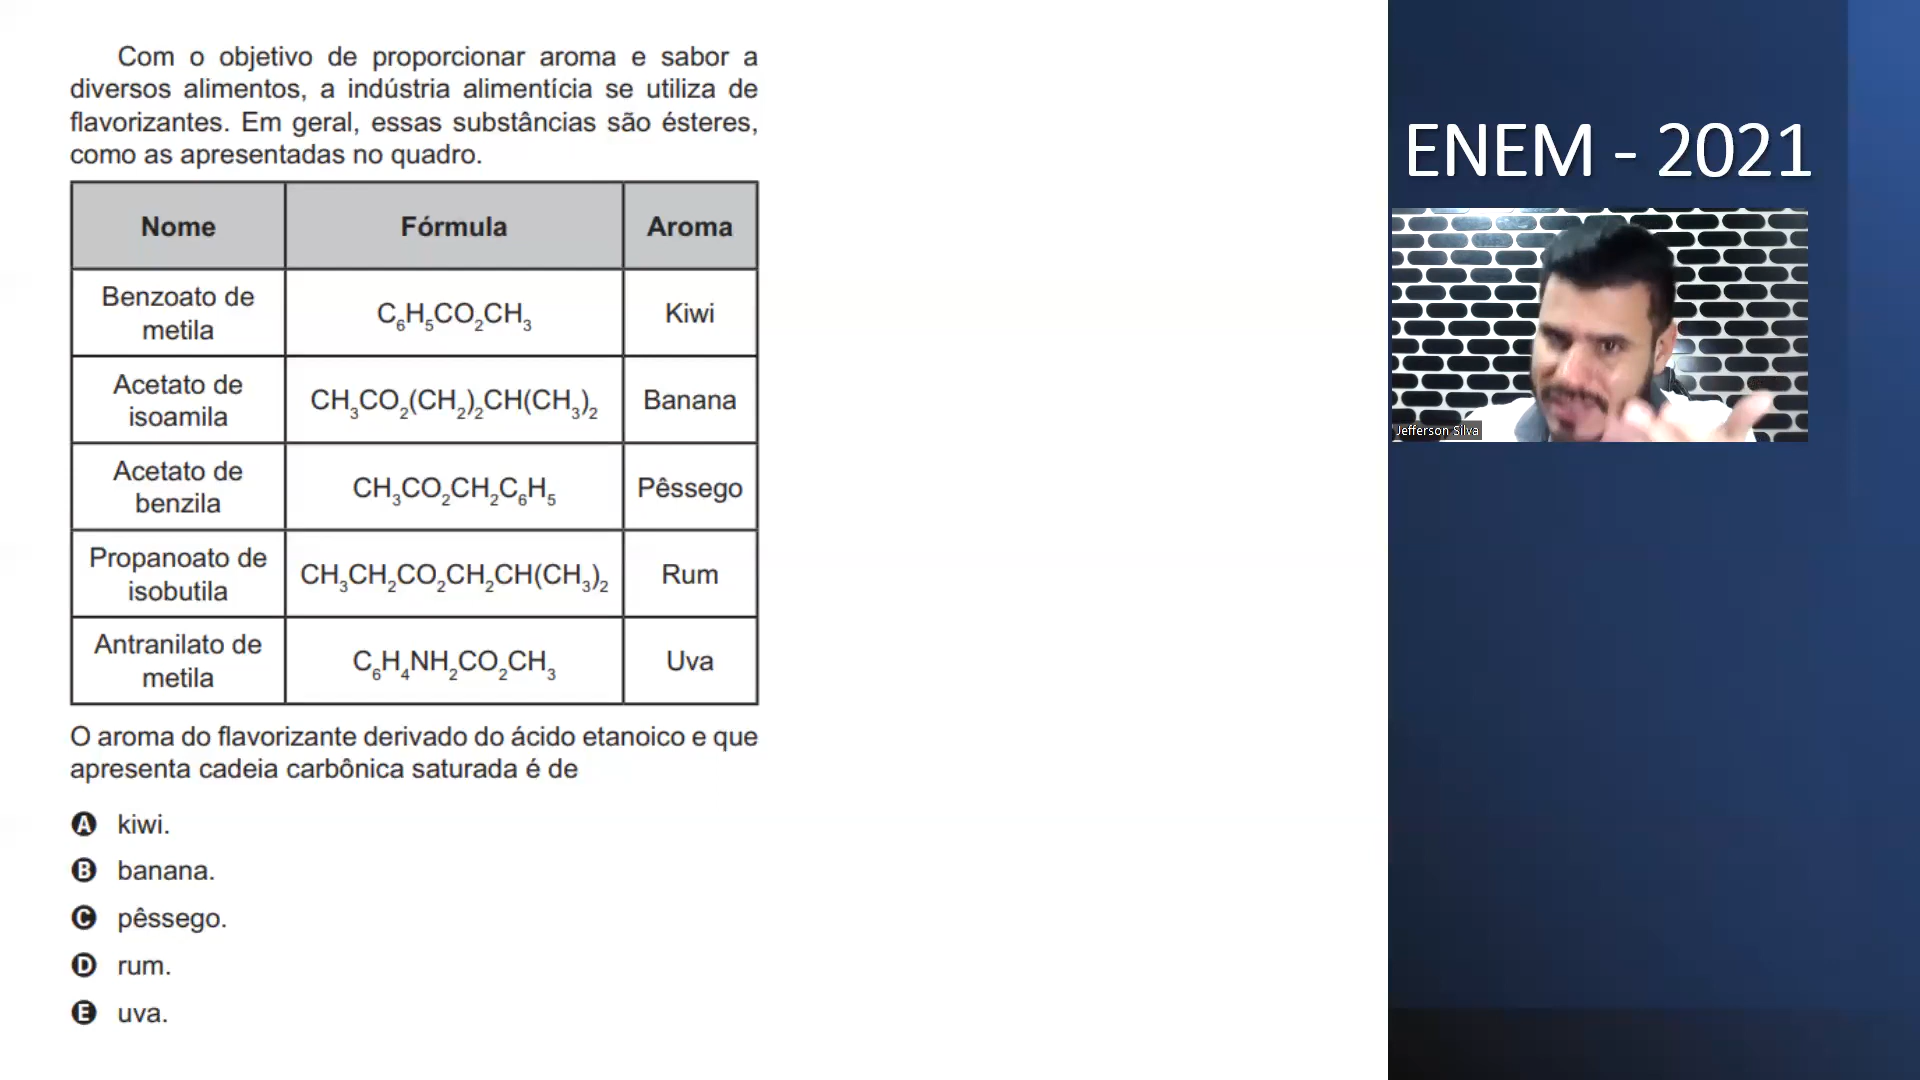 Com o objetivo de proporcionar aroma e sabor a
diversos alimentos, a indústria alimentícia se utiliza de
flavorizantes. Em geral, essas substâncias são ésteres,
como as apresentadas no quadro.
Nome Fórmula Aroma
Benzoato de
metila
C₆H₅CO₂CH₃
Kiwi
Acetato de
isoamila
CH₃CO₂(CH₂)₂CH(CH₃)₂
Banana
Acetato de
benzila
CH₃CO₂CH₂C₆H₅
Pêssego
Propanoato de
isobutila
CH₃CH₂CO₂CH₂CH(CH₃)₂
Rum
Antranilato de
metila
C₆H₄NH₂CO₂CH₃
Uva
O aroma do flavorizante derivado do ácido etanoico e que
apresenta cadeia carbônica saturada é de
A kiwi.
B banana.
C pêssego.
D rum.
E uva.
ENEM - 2021
Jefferson Silva